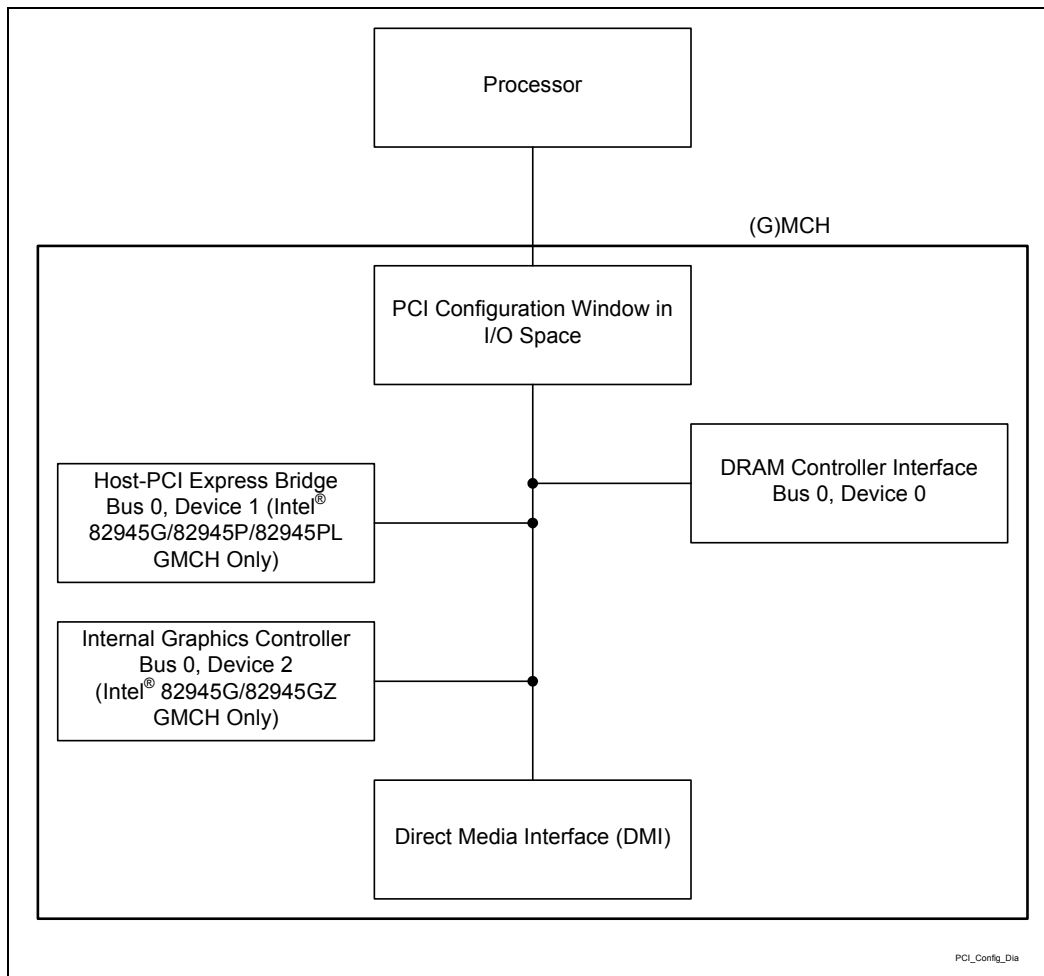 Processor
(G)MCH
PCI Configuration Window in
I/O Space
DRAM Controller Interface
Bus 0, Device 0
Host-PCI Express Bridge
Bus 0, Device 1 (Intel®
82945G/82945P/82945PL
GMCH Only)
Internal Graphics Controller
Bus 0, Device 2
(Intel® 82945G/82945GZ
GMCH Only)
Direct Media Interface (DMI)
PCI_Config_Dia